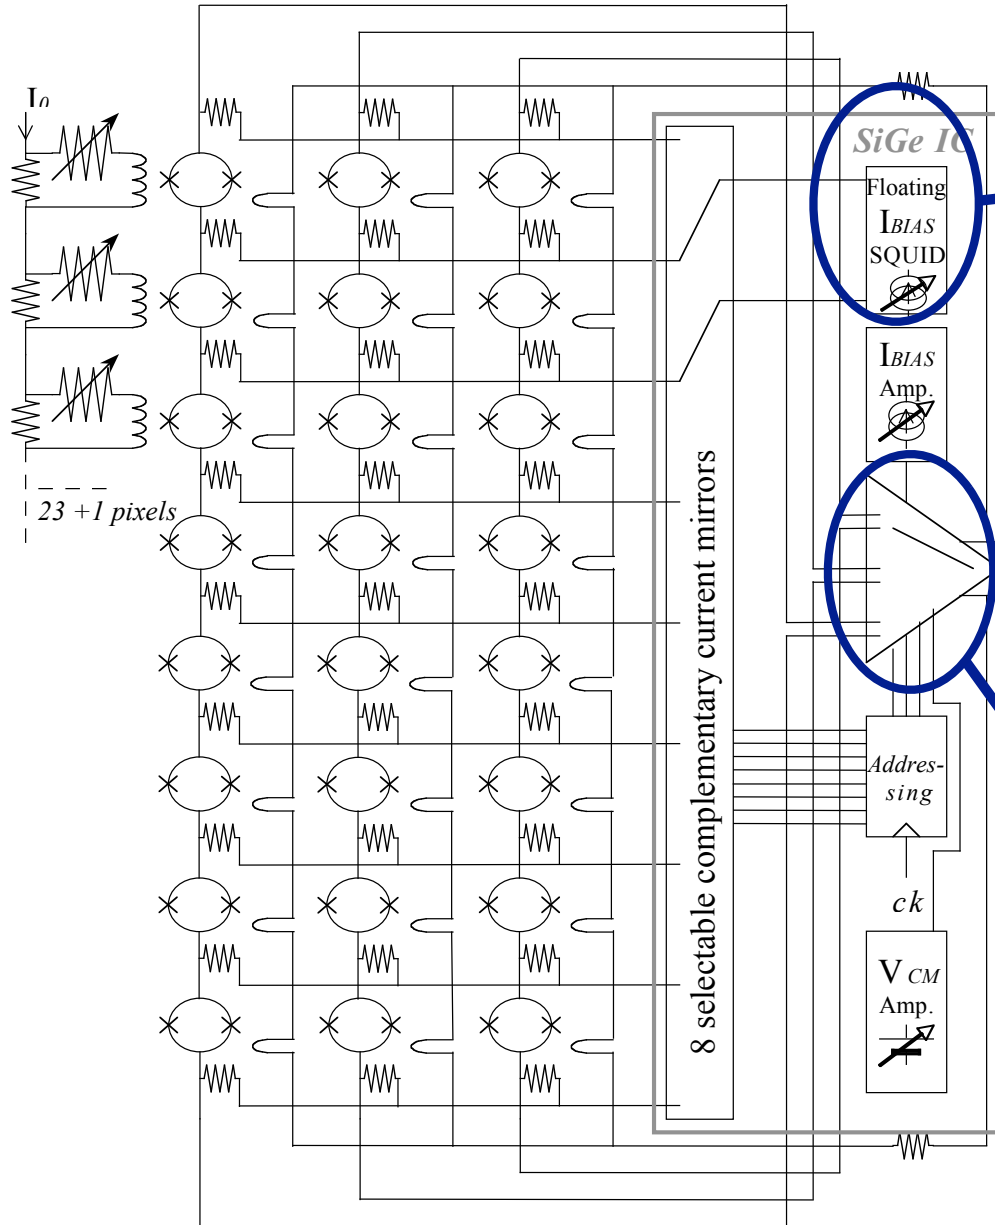 I0
SiGe IC
Floating
IBIAS
SQUID
IBIAS
Amp.
23 +1 pixels
8 selectable complementary current mirrors
Addres-
sing
ck
V CM
Amp.